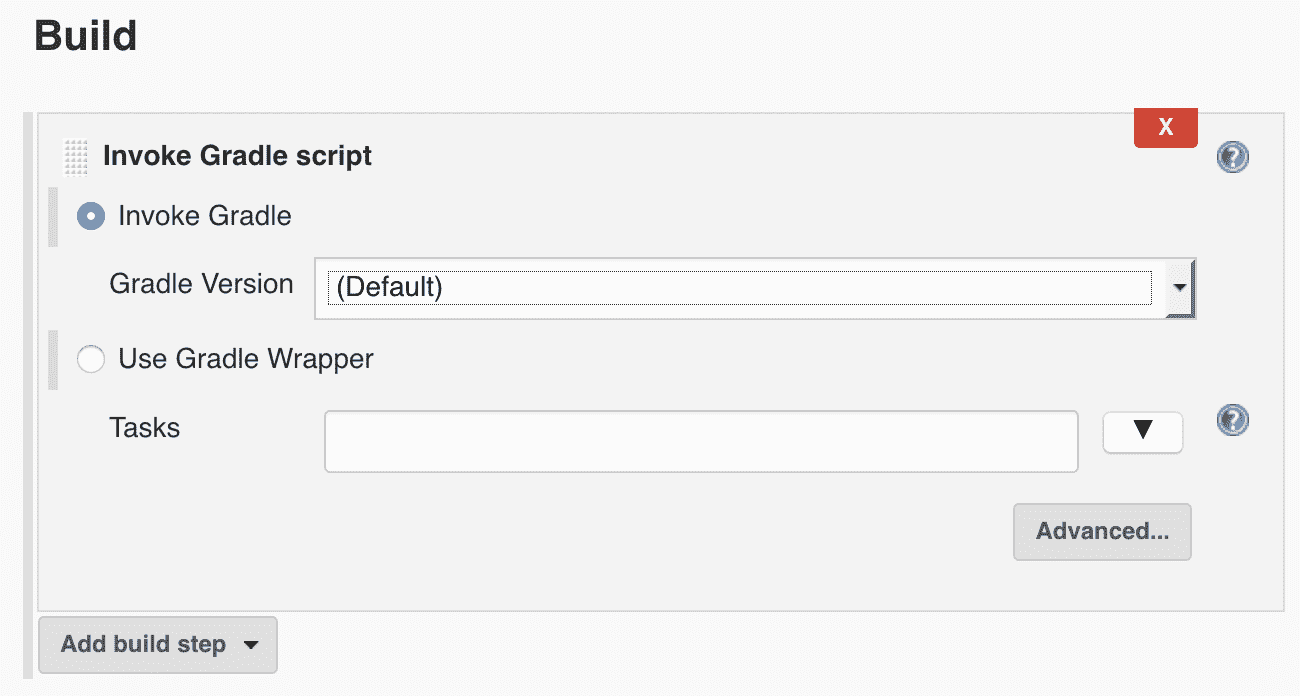 Build
X
Invoke Gradle script
?
Invoke Gradle
Gradle Version (Default)
Use Gradle Wrapper
Tasks
?
Advanced...
Add build step